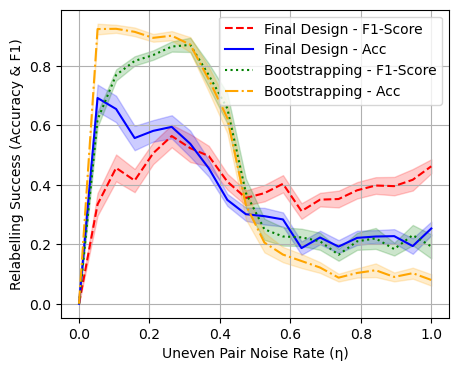 Final Design - F1-Score
Final Design - Acc
Bootstrapping - F1-Score
Bootstrapping - Acc
Relabelling Success (Accuracy & F1)
0.8
0.6
0.4
0.2
0.0
0.0 0.2 0.4 0.6 0.8 1.0
Uneven Pair Noise Rate (η)